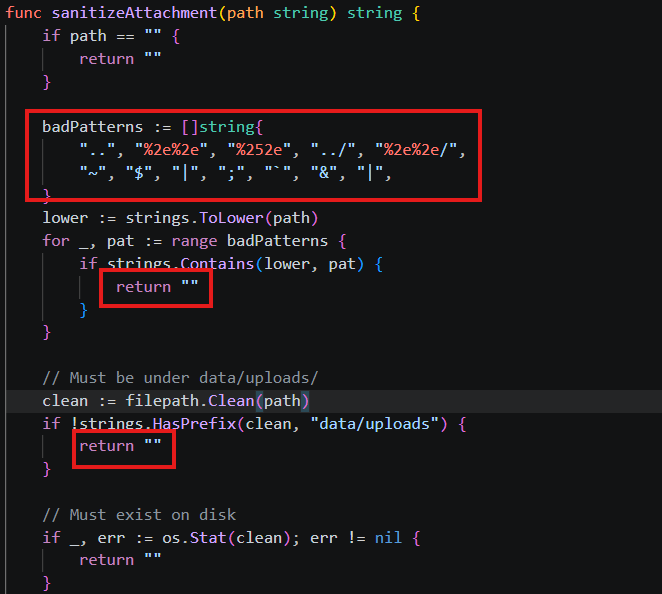 func sanitizeAttachment(path string) string {
    if path == "" {
        return ""
    }

    badPatterns := []string{
        "..", "%2e%2e", "%252e", "../", "%2e%2e/",
        "~", "$", "|", ";", "`", "&", "|",
    }
    lower := strings.ToLower(path)
    for _, pat := range badPatterns {
        if strings.Contains(lower, pat) {
            return ""
        }
    }

    // Must be under data/uploads/
    clean := filepath.Clean(path)
    if !strings.HasPrefix(clean, "data/uploads") {
        return ""
    }

    // Must exist on disk
    if _, err := os.Stat(clean); err != nil {
        return ""
    }